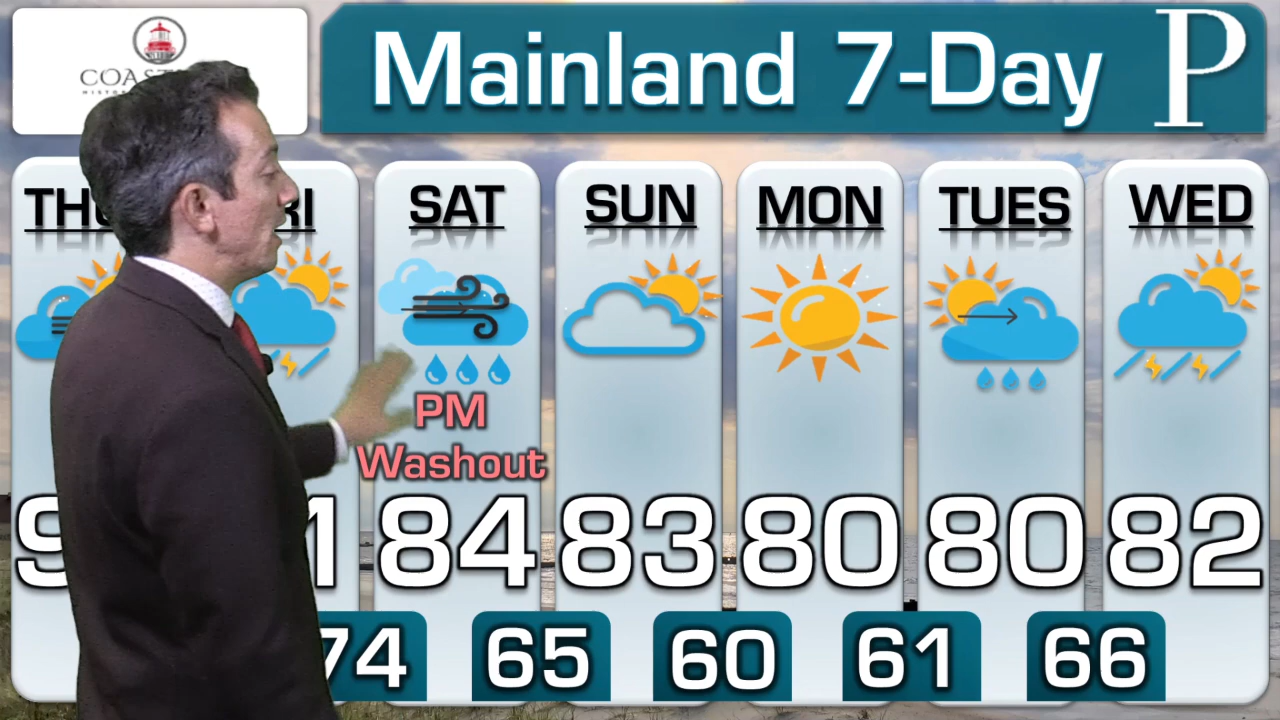 Mainland 7-Day P
SAT SUN MON TUES WED
PM
Washout
84 83 80 80 82
74 65 60 61 66